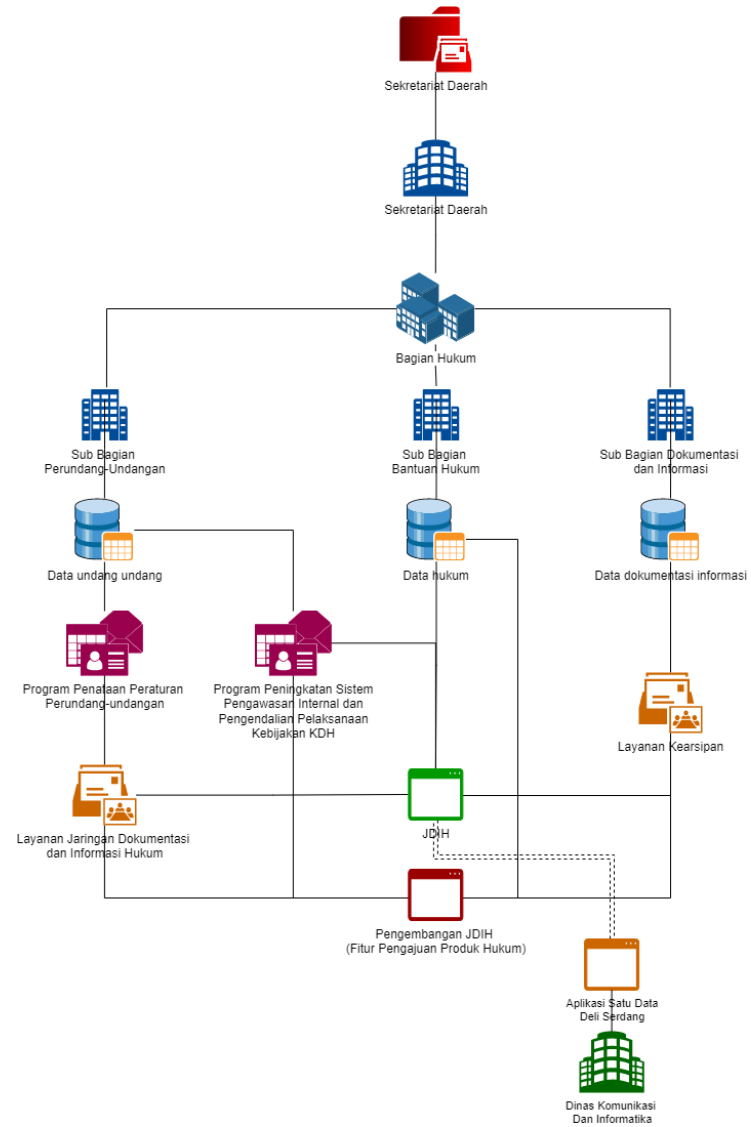 Sekretariat Daerah
Sekretariat Daerah
Bagian Hukum
Sub Bagian
Perundang-Undangan
Sub Bagian
Bantuan Hukum
Sub Bagian Dokumentasi
dan Informasi
Data undang undang
Data hukum
Data dokumentasi informasi
Program Penataan Peraturan
Perundang-undangan
Program Peningkatan Sistem
Pengawasan Internal dan
Pengendalian Pelaksanaan
Kebijakan KDH
Layanan Kearsipan
Layanan Jaringan Dokumentasi
dan Informasi Hukum
JDIH
Pengembangan JDIH
(Fitur Pengajuan Produk Hukum)
Aplikasi Satu Data
Deli Serdang
Dinas Komunikasi
Dan Informatika